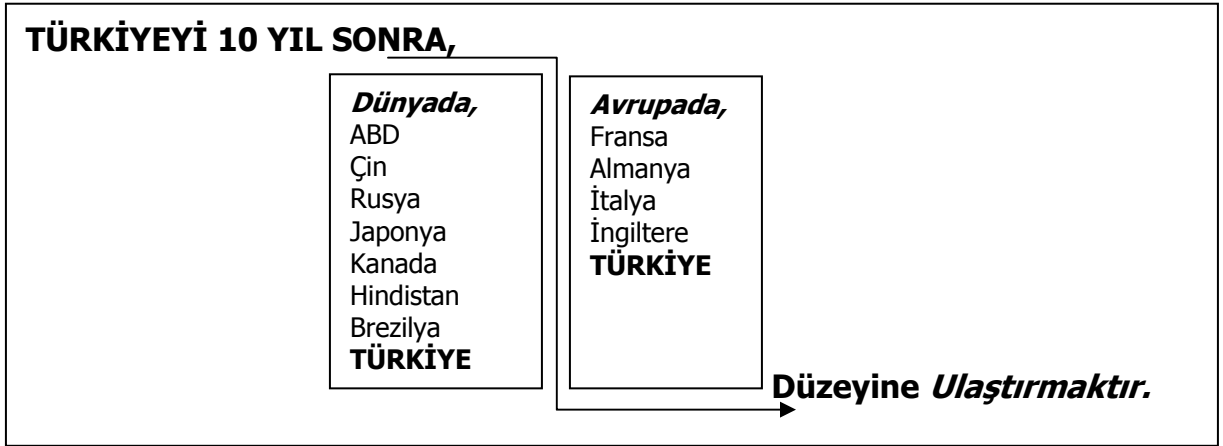 TÜRKİYEYİ 10 YIL SONRA,
Dünyada,
ABD
Çin
Rusya
Japonya
Kanada
Hindistan
Brezilya
TÜRKİYE
Avrupada,
Fransa
Almanya
İtalya
İngiltere
TÜRKİYE
Düzeyine Ulaştırmaktır.